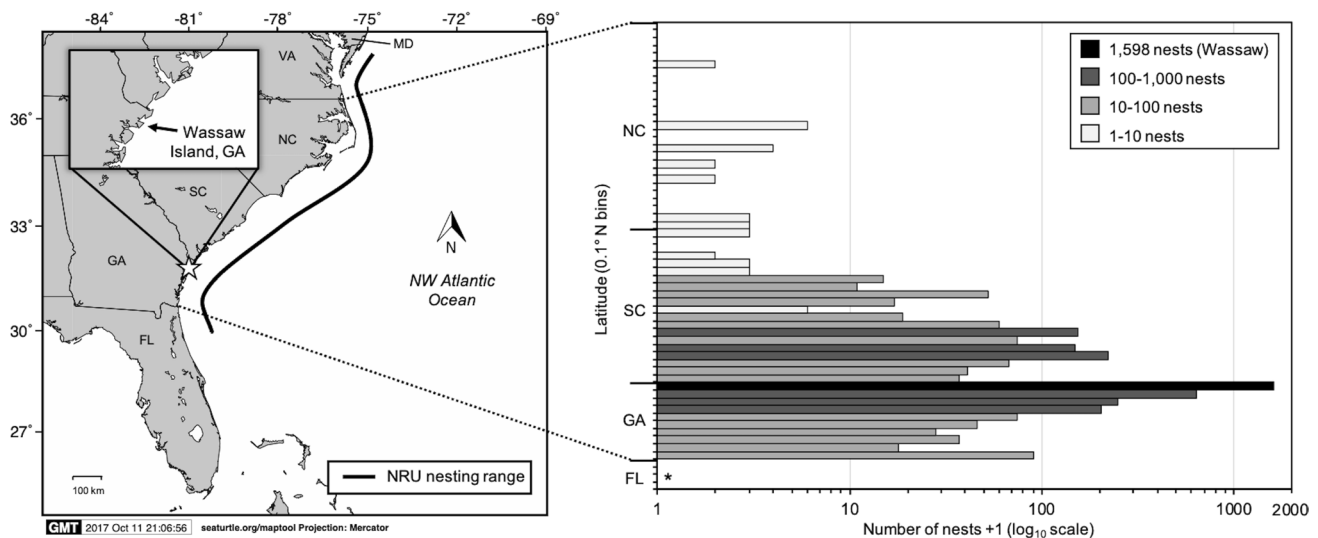 -84° -81° -78° -75° -72° -69°
MD
VA
36°
Wassaw
Island, GA
NC
SC
33°
N
GA
NW Atlantic
Ocean
30°
FL
27°
NRU nesting range
100 km
GMT 2017 Oct 11 21:06:56 seaturtle.org/maptool Projection: Mercator
1,598 nests (Wassaw)
100-1,000 nests
10-100 nests
1-10 nests
Latitude (0.1° N bins)
NC
SC
GA
FL *
1 10 100 1000 2000
Number of nests +1 (log10 scale)